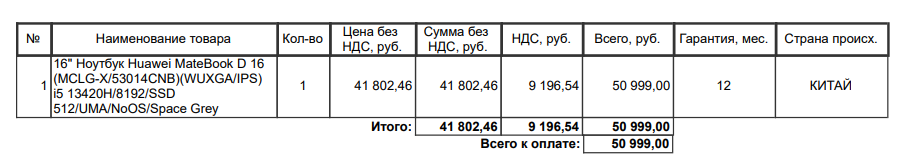 № Наименование товара Кол-во Цена без НДС, руб. Сумма без НДС, руб. НДС, руб. Всего, руб. Гарантия, мес. Страна происх.
16" Ноутбук Huawei MateBook D 16
1 (MCLG-X/53014CNB)(WUXGA/IPS) 1 41 802,46 41 802,46 9 196,54 50 999,00 12 КИТАЙ
i5 13420H/8192/SSD
512/UMA/NoOS/Space Grey
Итого: 41 802,46 9 196,54 50 999,00
Всего к оплате: 50 999,00